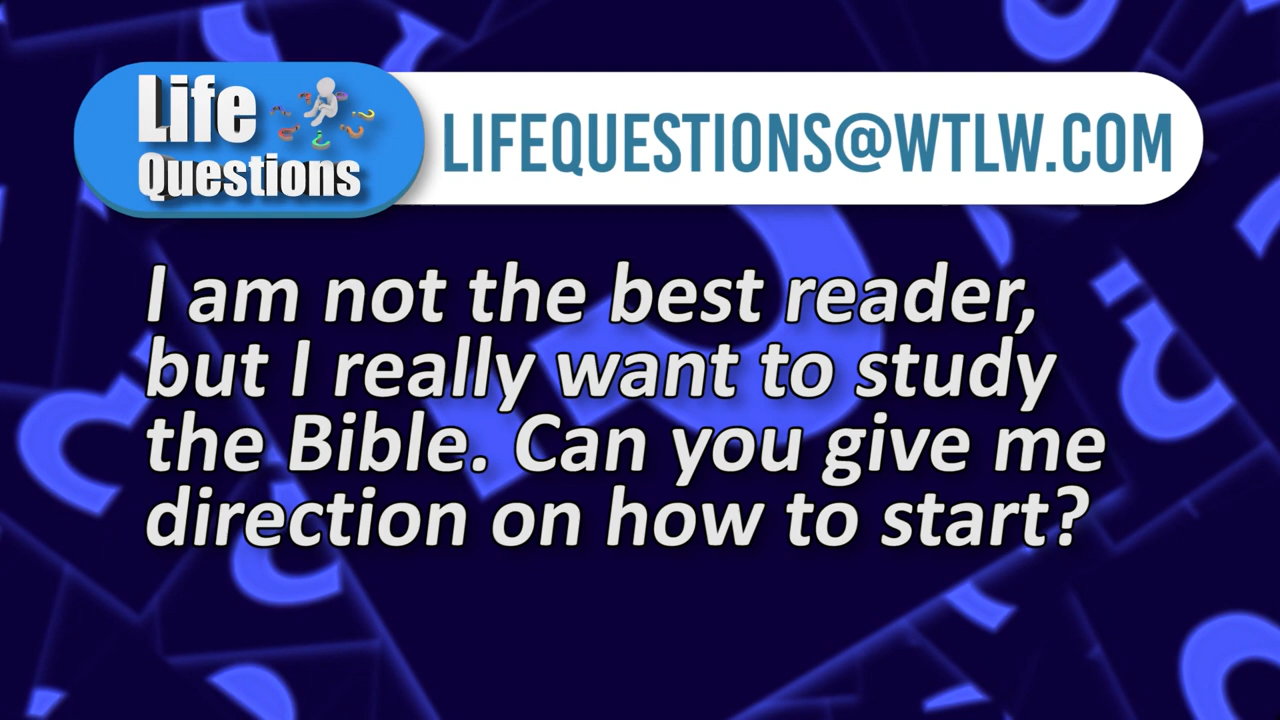 Life
Questions
LIFEQUESTIONS@WTLW.COM
I am not the best reader,
but I really want to study
the Bible. Can you give me
direction on how to start?